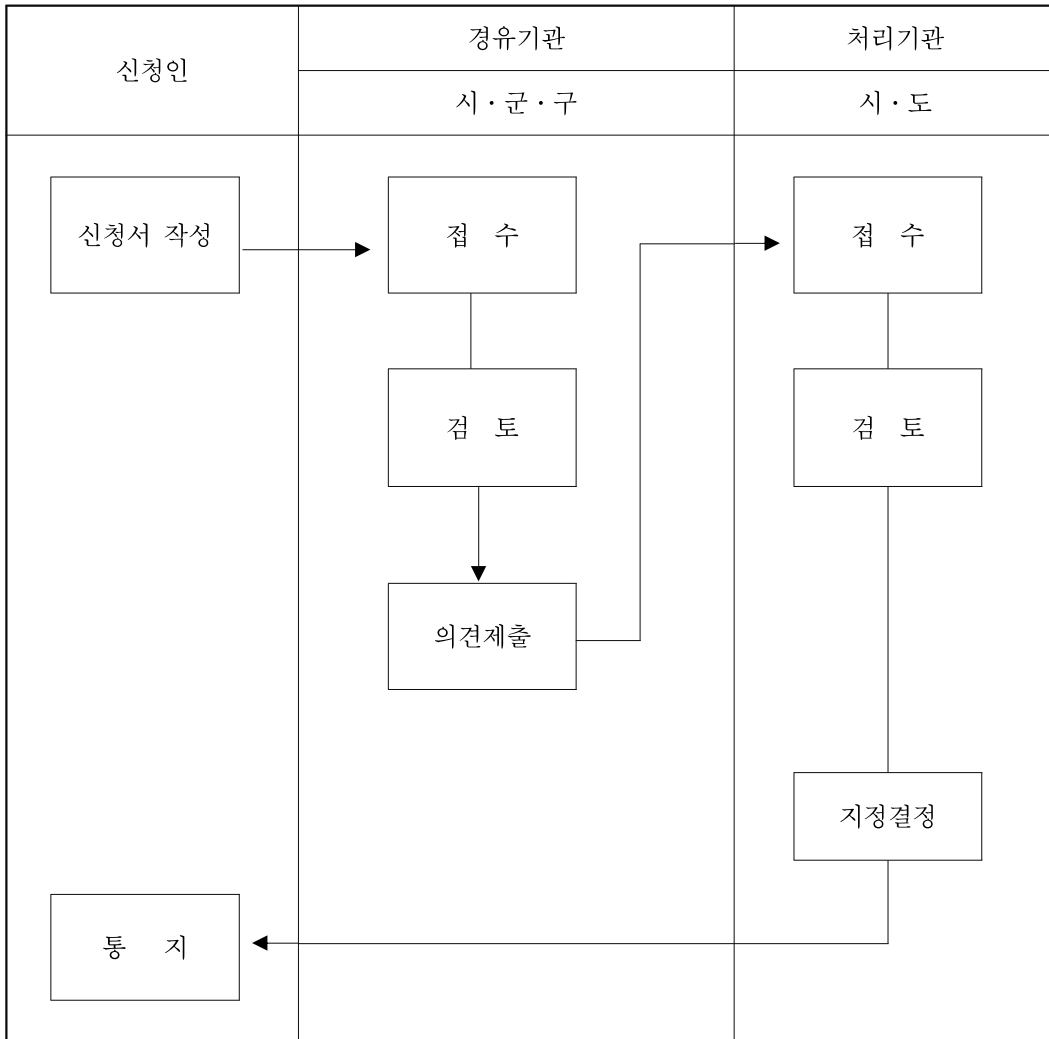 신청인
경유기관
처리기관
시·군·구
시·도
신청서 작성
접 수
접 수
검 토
검 토
의견제출
지정결정
통 지